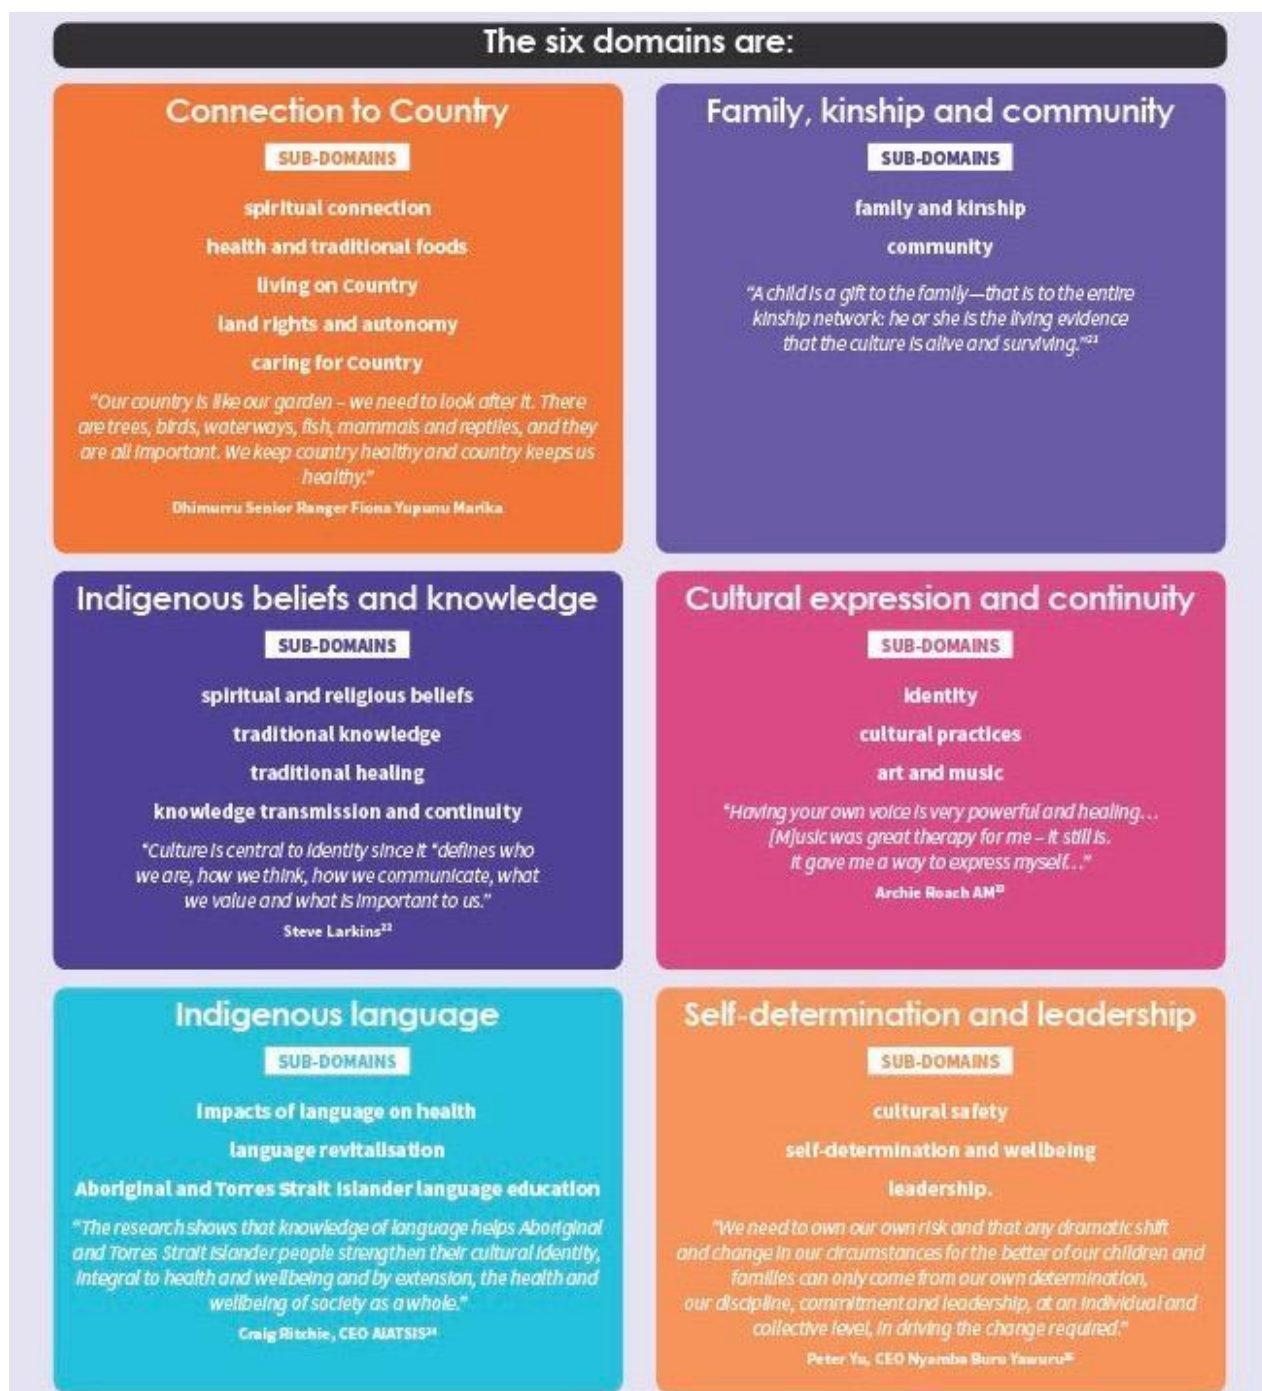 The six domains are:
Connection to Country
SUB-DOMAINS
spiritual connection
health and traditional foods
living on Country
land rights and autonomy
caring for Country
"Our country is like our garden – we need to look after it. There
are trees, birds, waterways, fish, mammals and reptiles, and they
are all important. We keep country healthy and country keeps us
healthy."
Dhimurru Senior Ranger Fiona Yupunu Marika
Family, kinship and community
SUB-DOMAINS
family and kinship
community
"A child is a gift to the family—that is to the entire
kinship network: he or she is the living evidence
that the culture is alive and surviving."²¹
Indigenous beliefs and knowledge
SUB-DOMAINS
spiritual and religious beliefs
traditional knowledge
traditional healing
knowledge transmission and continuity
"Culture is central to identity since it "defines who
we are, how we think, how we communicate, what
we value and what is important to us."
Steve Larkins²²
Cultural expression and continuity
SUB-DOMAINS
identity
cultural practices
art and music
"Having your own voice is very powerful and healing…
[M]usic was great therapy for me – it still is.
It gave me a way to express myself…"
Archie Roach AM
Indigenous language
SUB-DOMAINS
Impacts of language on health
language revitalisation
Aboriginal and Torres Strait Islander language education
"The research shows that knowledge of language helps Aboriginal
and Torres Strait Islander people strengthen their cultural identity,
integral to health and wellbeing and by extension, the health and
wellbeing of society as a whole."
Craig Ritchie, CEO AIATSIS²⁴
Self-determination and leadership
SUB-DOMAINS
cultural safety
self-determination and wellbeing
leadership.
"We need to own our own risk and that any dramatic shift
and change in our circumstances for the better of our children and
families can only come from our own determination,
our discipline, commitment and leadership, at an individual and
collective level, in driving the change required."
Peter Yu, CEO Nyamba Buru Yawuru